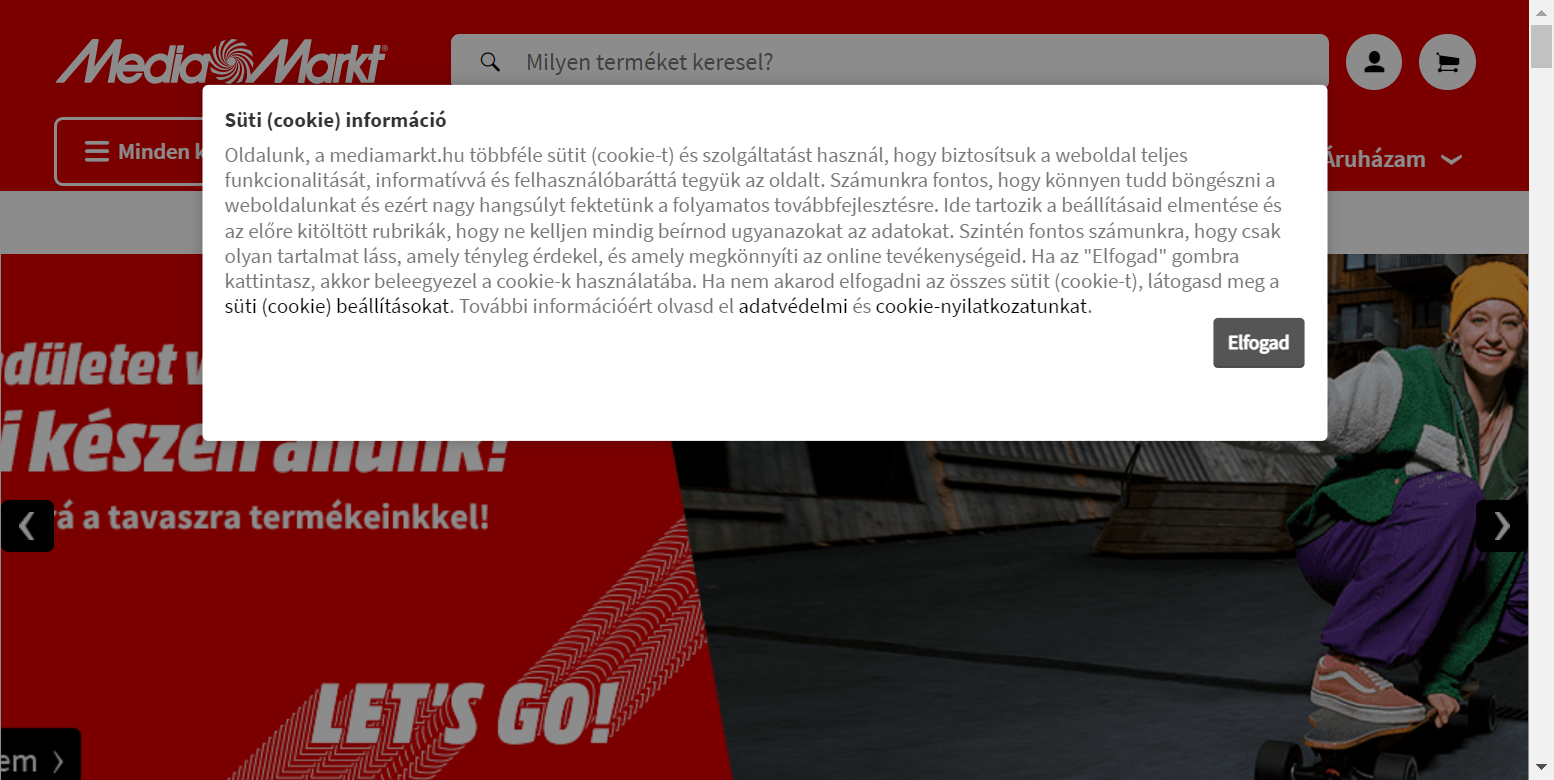 MediaMarkt
Milyen terméket keresel?
Minden
Áruházam
Süti (cookie) információ
Oldalunk, a mediamarkt.hu többféle sütit (cookie-t) és szolgáltatást használ, hogy biztosítsuk a weboldal teljes
funkcionalitását, informatívvá és felhasználóbaráttá tegyük az oldalt. Számunkra fontos, hogy könnyen tudd böngészni a
weboldalunkat és ezért nagy hangsúlyt fektetünk a folyamatos továbbfejlesztésre. Ide tartozik a beállításaid elmentése és
az előre kitöltött rubrikák, hogy ne kelljen mindig beírnod ugyanazokat az adatokat. Szintén fontos számunkra, hogy csak
olyan tartalmat láss, amely tényleg érdekel, és amely megkönnyíti az online tevékenységeid. Ha az "Elfogad" gombra
kattintasz, akkor beleegyezel a cookie-k használatába. Ha nem akarod elfogadni az összes sütit (cookie-t), látogasd meg a
süti (cookie) beállításokat. További információért olvasd el adatvédelmi és cookie-nyilatkozatunkat.
Elfogad
készen állunk!
a tavaszra termékeinkkel!
LET'S GO!